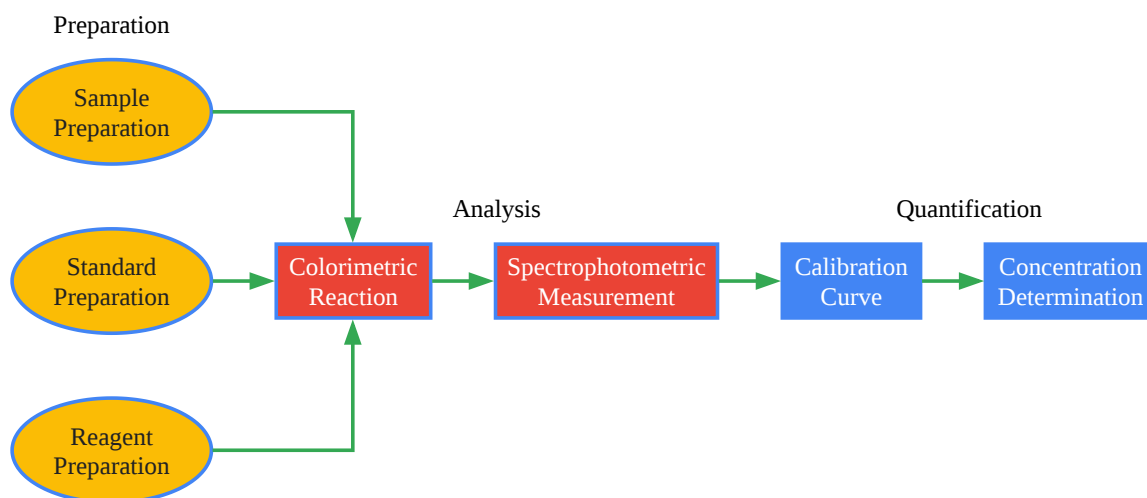 Preparation
Sample
Preparation
Analysis
Quantification
Standard
Preparation
Colorimetric
Reaction
Spectrophotometric
Measurement
Calibration
Curve
Concentration
Determination
Reagent
Preparation